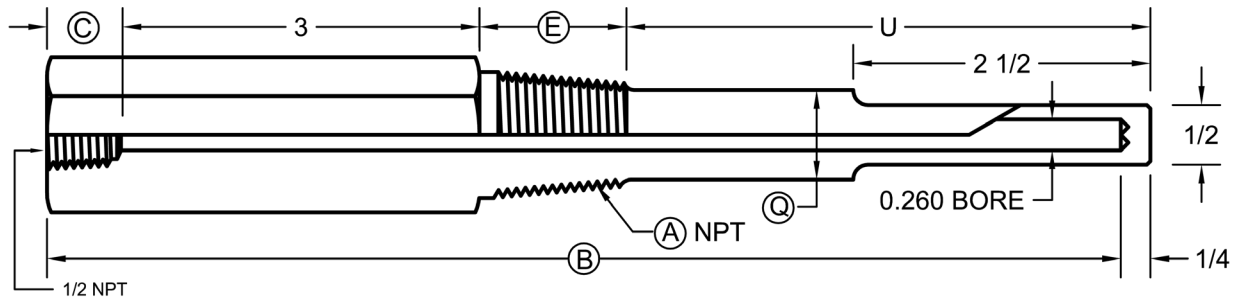 C 3 E U
2 1/2
1/2
0.260 BORE
Q
A NPT
B
1/4
1/2 NPT